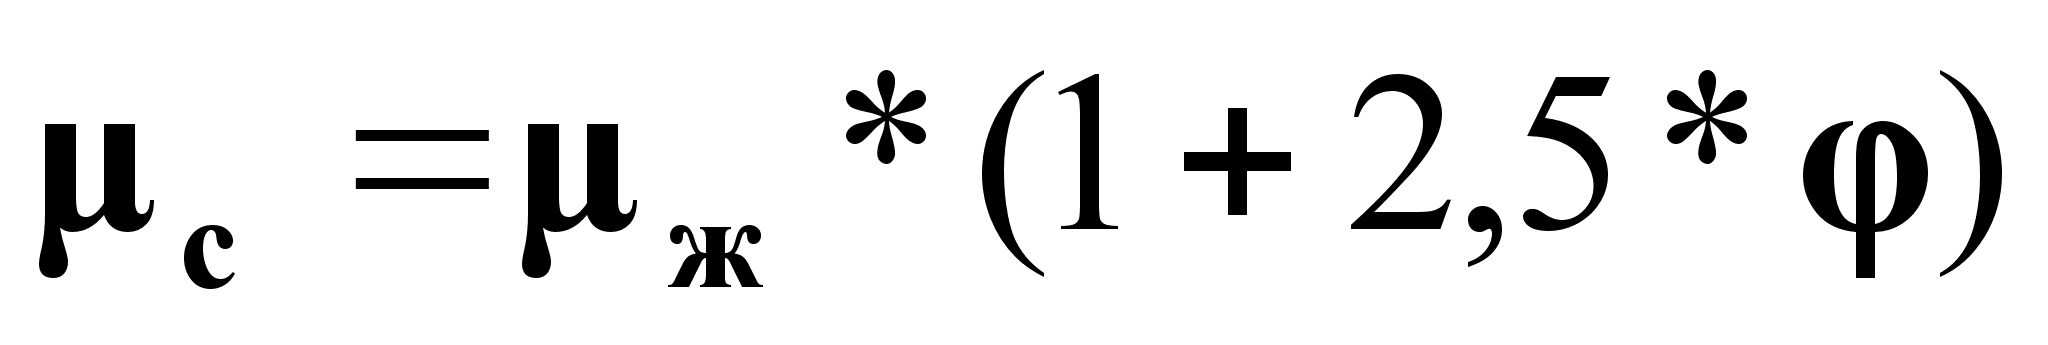 μс = μж * (1 + 2,5 * φ)